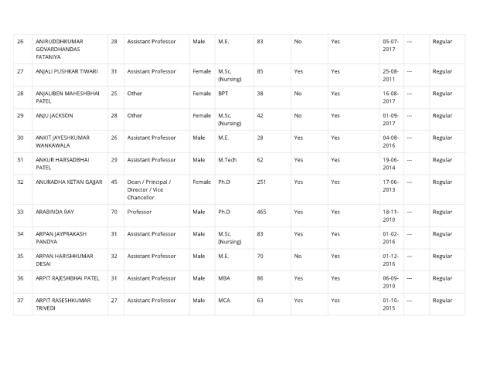 26 ANIRUDDHKUMAR GOVARDHANDAS FATANIYA 28 Assistant Professor Male M.E. 83 No Yes 05-07-2017 --- Regular
27 ANJALI PUSHKAR TIWARI 31 Assistant Professor Female M.Sc. (Nursing) 85 Yes Yes 25-08-2011 --- Regular
28 ANJALIBEN MAHESHBHAI PATEL 25 Other Female BPT 38 No Yes 16-08-2017 --- Regular
29 ANJU JACKSON 28 Other Female M.Sc. (Nursing) 42 No Yes 01-09-2017 --- Regular
30 ANKIT JAYESHKUMAR WANKAWALA 26 Assistant Professor Male M.E. 28 Yes Yes 04-08-2016 --- Regular
31 ANKUR HARSADBHAI PATEL 29 Assistant Professor Male M.Tech 62 Yes Yes 19-06-2014 --- Regular
32 ANURADHA KETAN GAJJAR 45 Dean / Principal / Director / Vice Chancellor Female Ph.D 251 Yes Yes 17-06-2013 --- Regular
33 ARABINDA RAY 70 Professor Male Ph.D 465 Yes Yes 18-11-2010 --- Regular
34 ARPAN JAYPRAKASH PANDYA 31 Assistant Professor Male M.Sc. (Nursing) 83 Yes Yes 01-02-2016 --- Regular
35 ARPAN HARISHKUMAR DESAI 32 Assistant Professor Male M.E. 70 No Yes 01-12-2016 --- Regular
36 ARPIT RAJESHBHAI PATEL 31 Assistant Professor Male MBA 86 Yes Yes 06-09-2010 --- Regular
37 ARPIT RASESHKUMAR TRIVEDI 27 Assistant Professor Male MCA 63 Yes Yes 01-10-2015 --- Regular